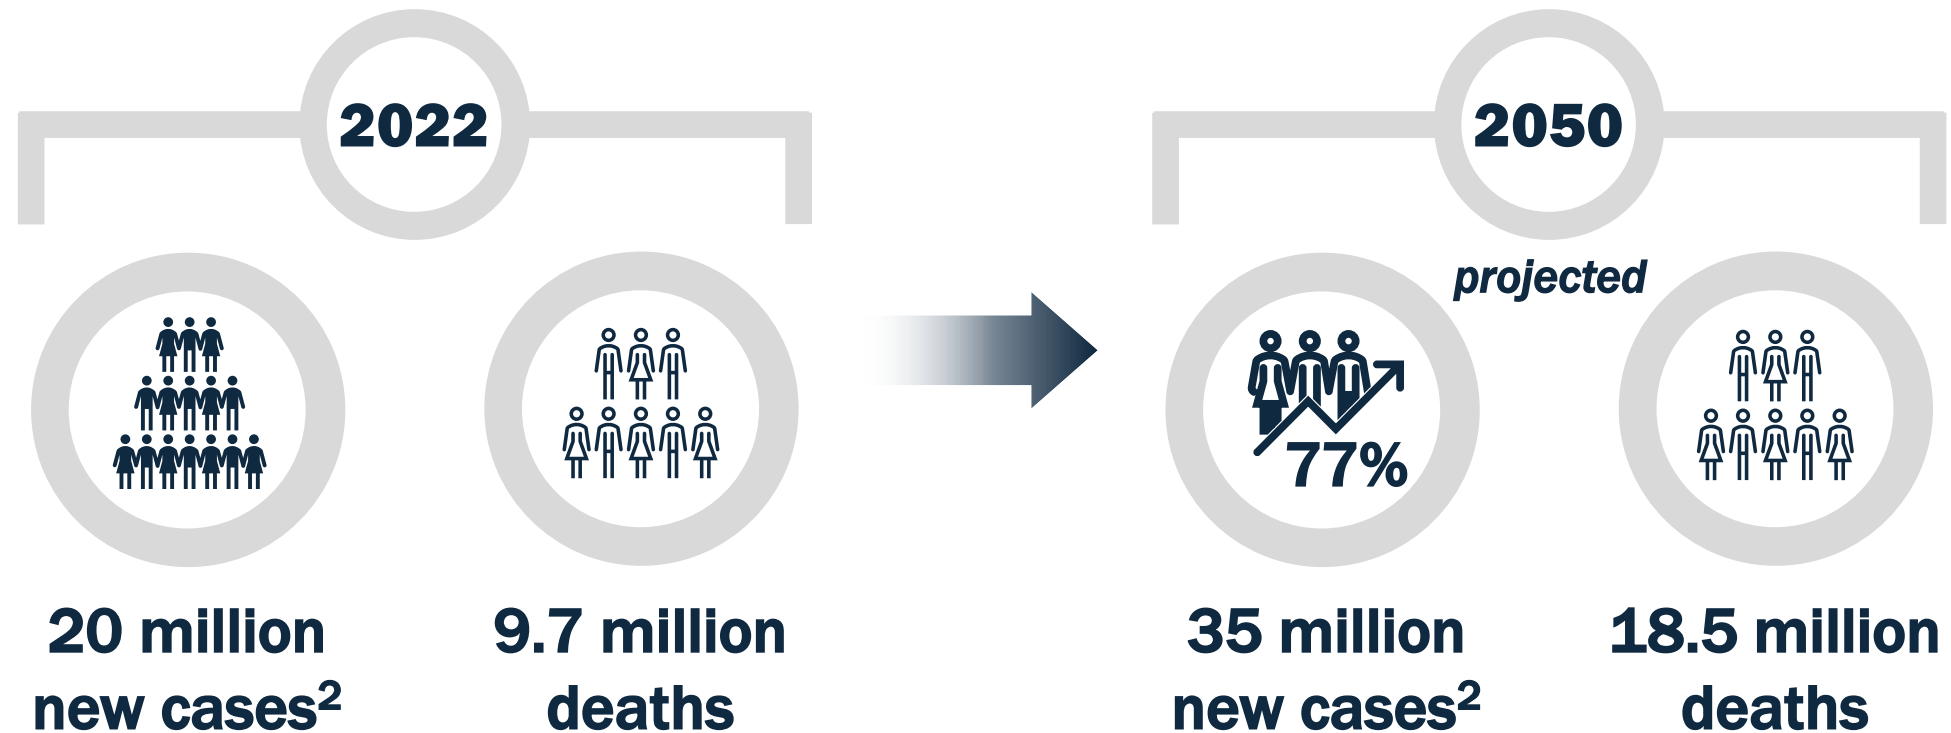 2022
2050
projected
77%
20 million
new cases²
9.7 million
deaths
35 million
new cases²
18.5 million
deaths